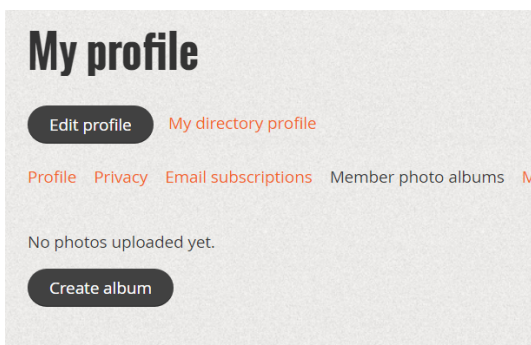 My profile
Edit profile My directory profile
Profile Privacy Email subscriptions Member photo albums
No photos uploaded yet.
Create album